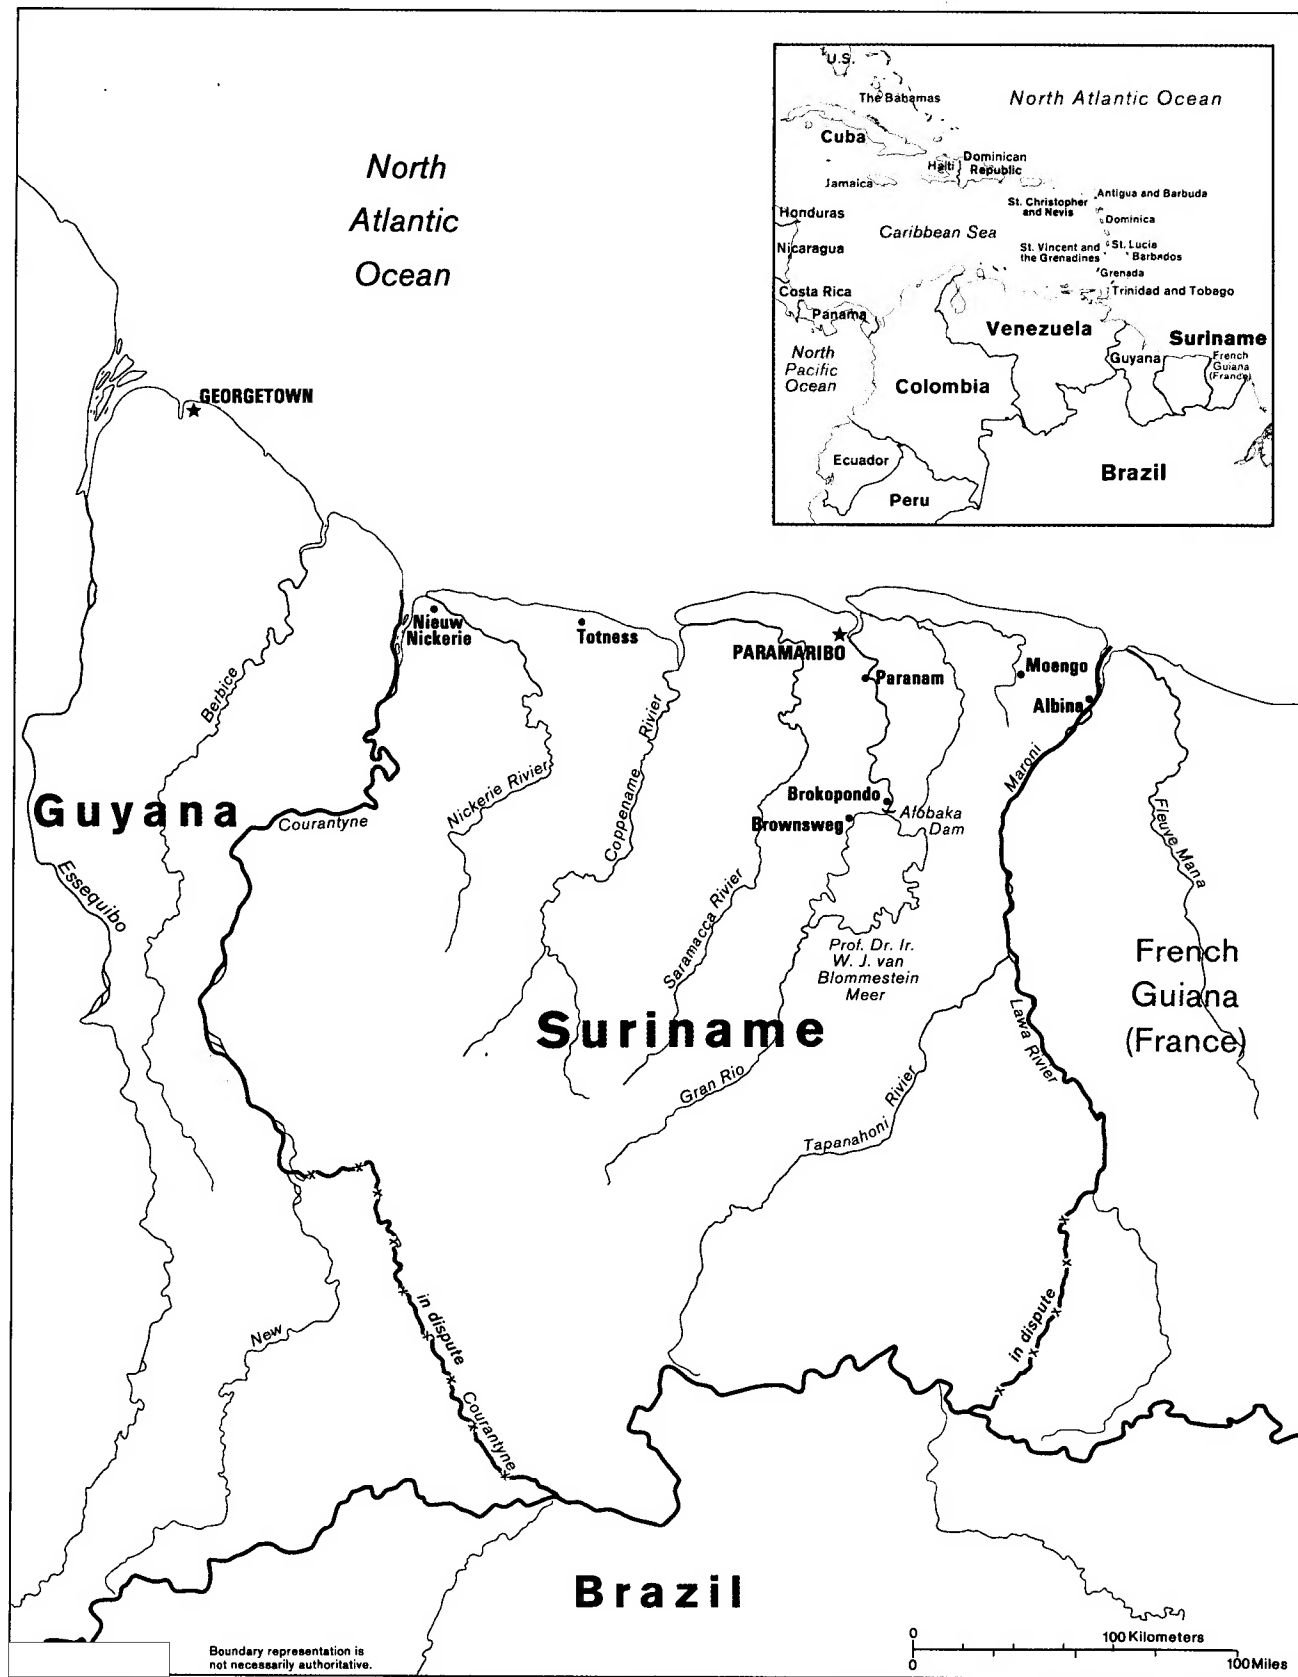 North
Atlantic
Ocean
GEORGETOWN
U.S.
The Bahamas
North Atlantic Ocean
Cuba
Haiti
Dominican
Republic
Jamaica
Antigua and Barbuda
St. Christopher
and Nevis
Honduras
Dominica
Caribbean Sea
Nicaragua
St. Vincent and
the Grenadines
St. Lucia
Barbados
Grenada
Costa Rica
Trinidad and Tobago
Panama
Venezuela
Suriname
North
Pacific
Ocean
Guyana
French
Guiana
(France)
Colombia
Ecuador
Brazil
Peru
Nieuw
Nickerie
Totness
PARAMARIBO
Paranam
Moengo
Albina
Berbice
Coppename Rivier
Maroni
Nickerie Rivier
Brokopondo
Afobaka
Dam
Brownsweg
Guyana
Courantyne
Fleuve Mana
Essequibo
Saramacca Rivier
Prof. Dr. Ir.
W. J. van
Blommestein
Meer
French
Guiana
(France)
Suriname
Lawa Rivier
Gran Rio
Tapanahoni Rivier
New
in dispute
in dispute
Courantyne
Brazil
Boundary representation is
not necessarily authoritative.
0 100 Kilometers
0 100 Miles